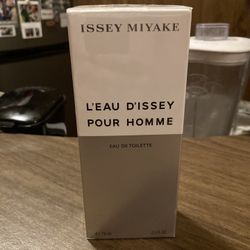 ISSEY MIYAKE
L'EAU D'ISSEY
POUR HOMME
EAU DE TOILETTE